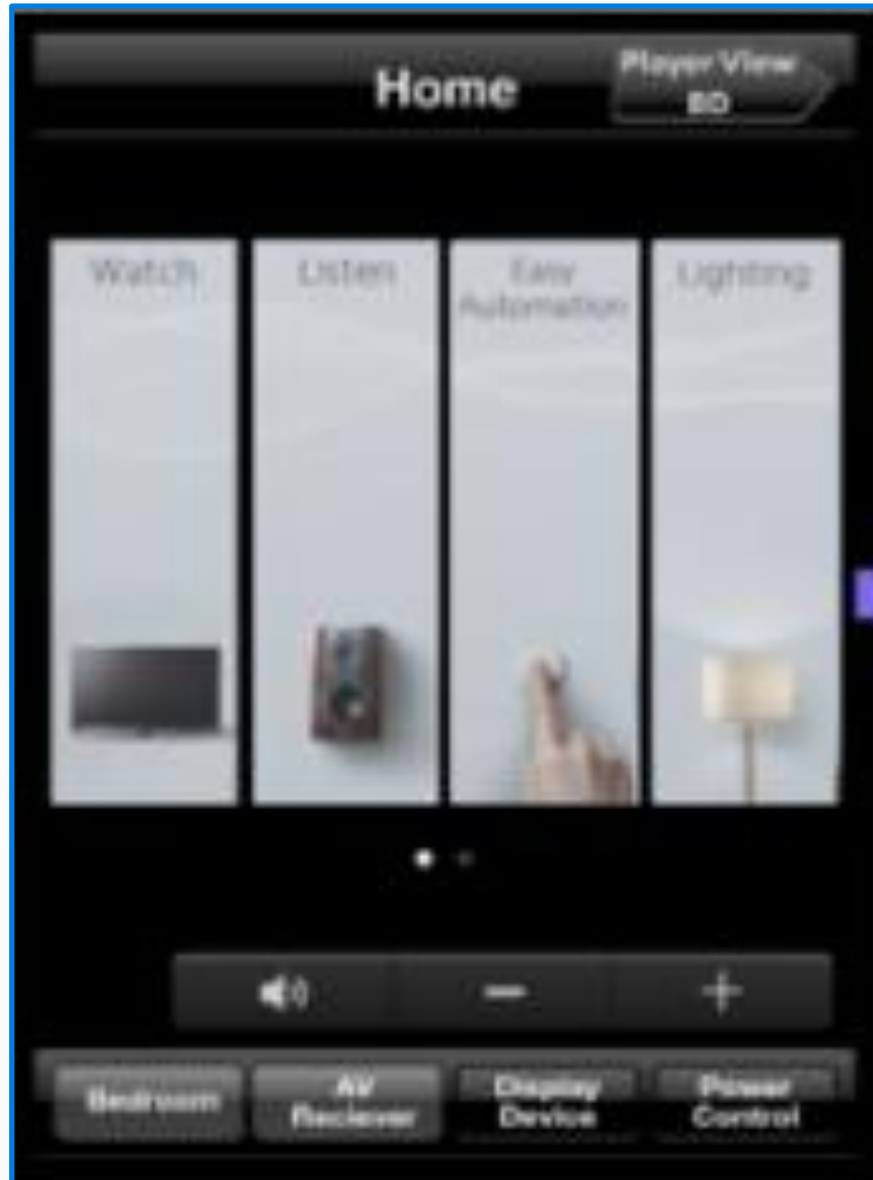 Home
Player View
BD
Watch
Listen
Easy
Automation
Lighting
Bedroom
AV
Reciever
Display
Device
Power
Control